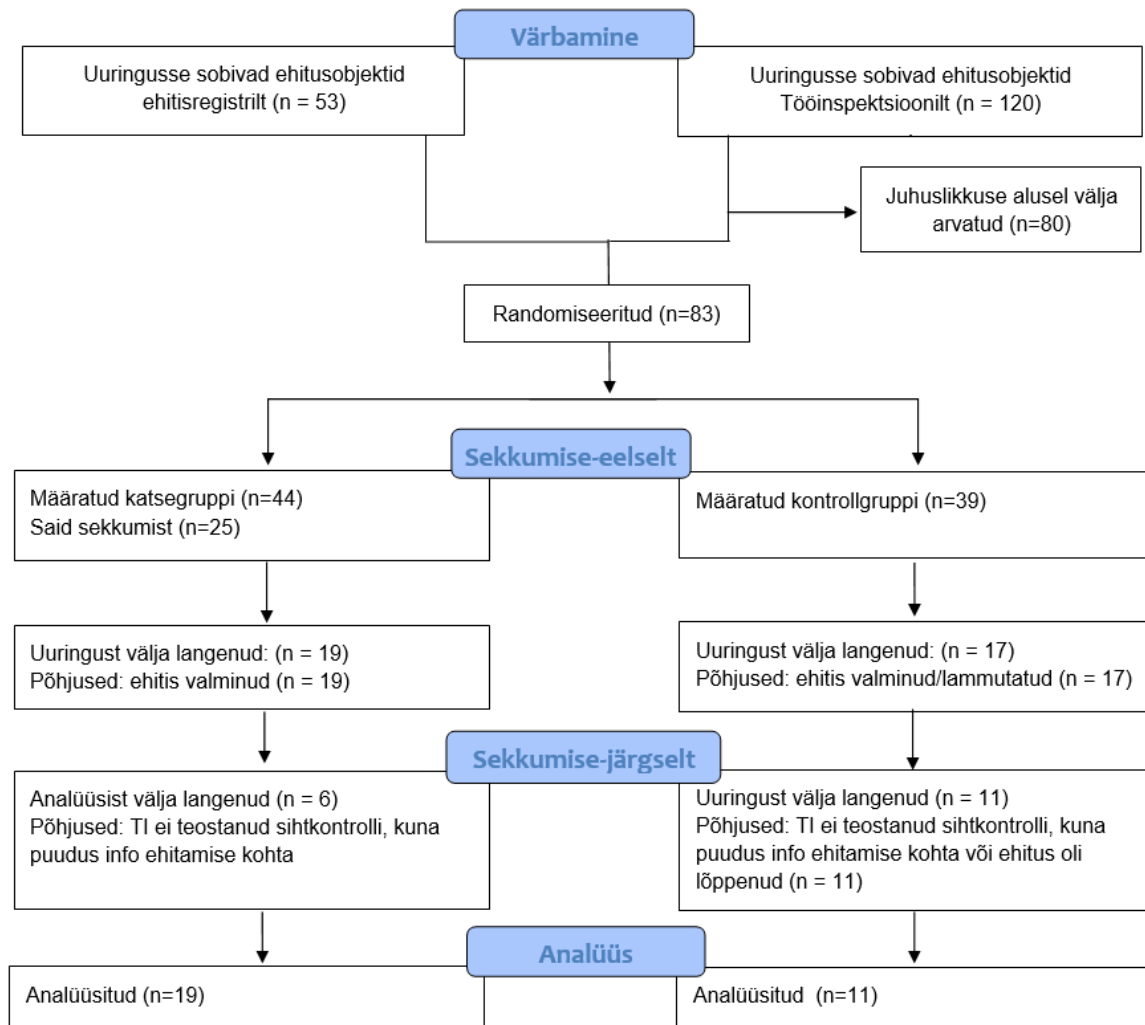 Värbamine
Uuringusse sobivad ehitusobjektid
ehitisregistrilt (n = 53)
Uuringusse sobivad ehitusobjektid
Tööinspektsioonilt (n = 120)
Juhuslikkuse alusel välja
arvatud (n=80)
Randomiseeritud (n=83)
Sekkumise-eelselt
Määratud katsegruppi (n=44)
Said sekkumist (n=25)
Määratud kontrollgruppi (n=39)
Uuringust välja langenud: (n = 19)
Põhjused: ehitis valminud (n = 19)
Uuringust välja langenud: (n = 17)
Põhjused: ehitis valminud/lammutatud (n = 17)
Sekkumise-järgselt
Analüüsist välja langenud (n = 6)
Põhjused: TI ei teostanud sihtkontrolli, kuna
puudus info ehitamise kohta
Uuringust välja langenud (n = 11)
Põhjused: TI ei teostanud sihtkontrolli, kuna
puudus info ehitamise kohta või ehitus oli
lõppenud (n = 11)
Analüüs
Analüüsitud (n=19)
Analüüsitud (n=11)